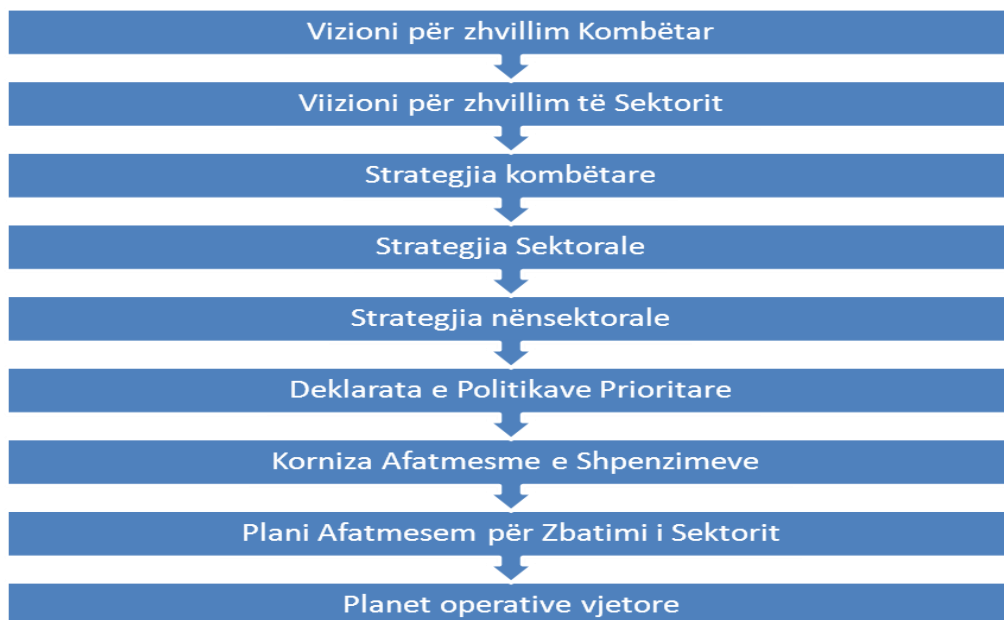 Vizioni për zhvillim Kombëtar
Viizioni për zhvillim të Sektorit
Strategjia kombëtare
Strategjia Sektorale
Strategjia nënsektorale
Deklarata e Politikave Prioritare
Korniza Afatmesme e Shpenzimeve
Plani Afatmesem për Zbatimi i Sektorit
Planet operative vjetore